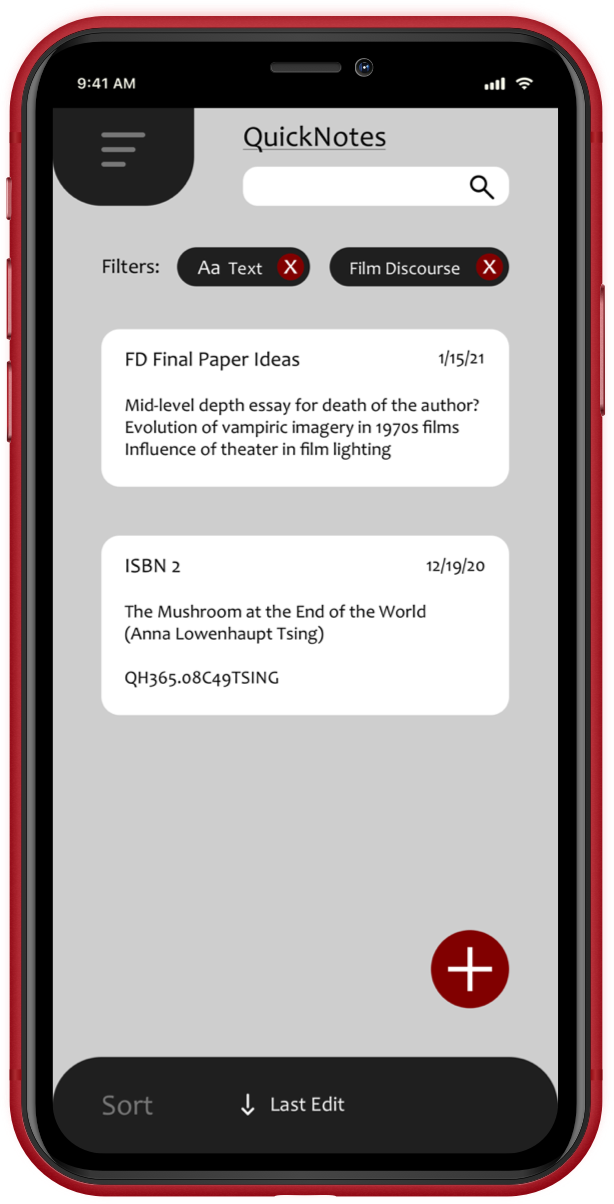 9:41 AM
QuickNotes
Filters:
Aa Text X
Film Discourse X
FD Final Paper Ideas 1/15/21
Mid-level depth essay for death of the author?
Evolution of vampiric imagery in 1970s films
Influence of theater in film lighting
ISBN 2 12/19/20
The Mushroom at the End of the World
(Anna Lowenhaupt Tsing)
QH365.08C49TSING
Sort ↓ Last Edit